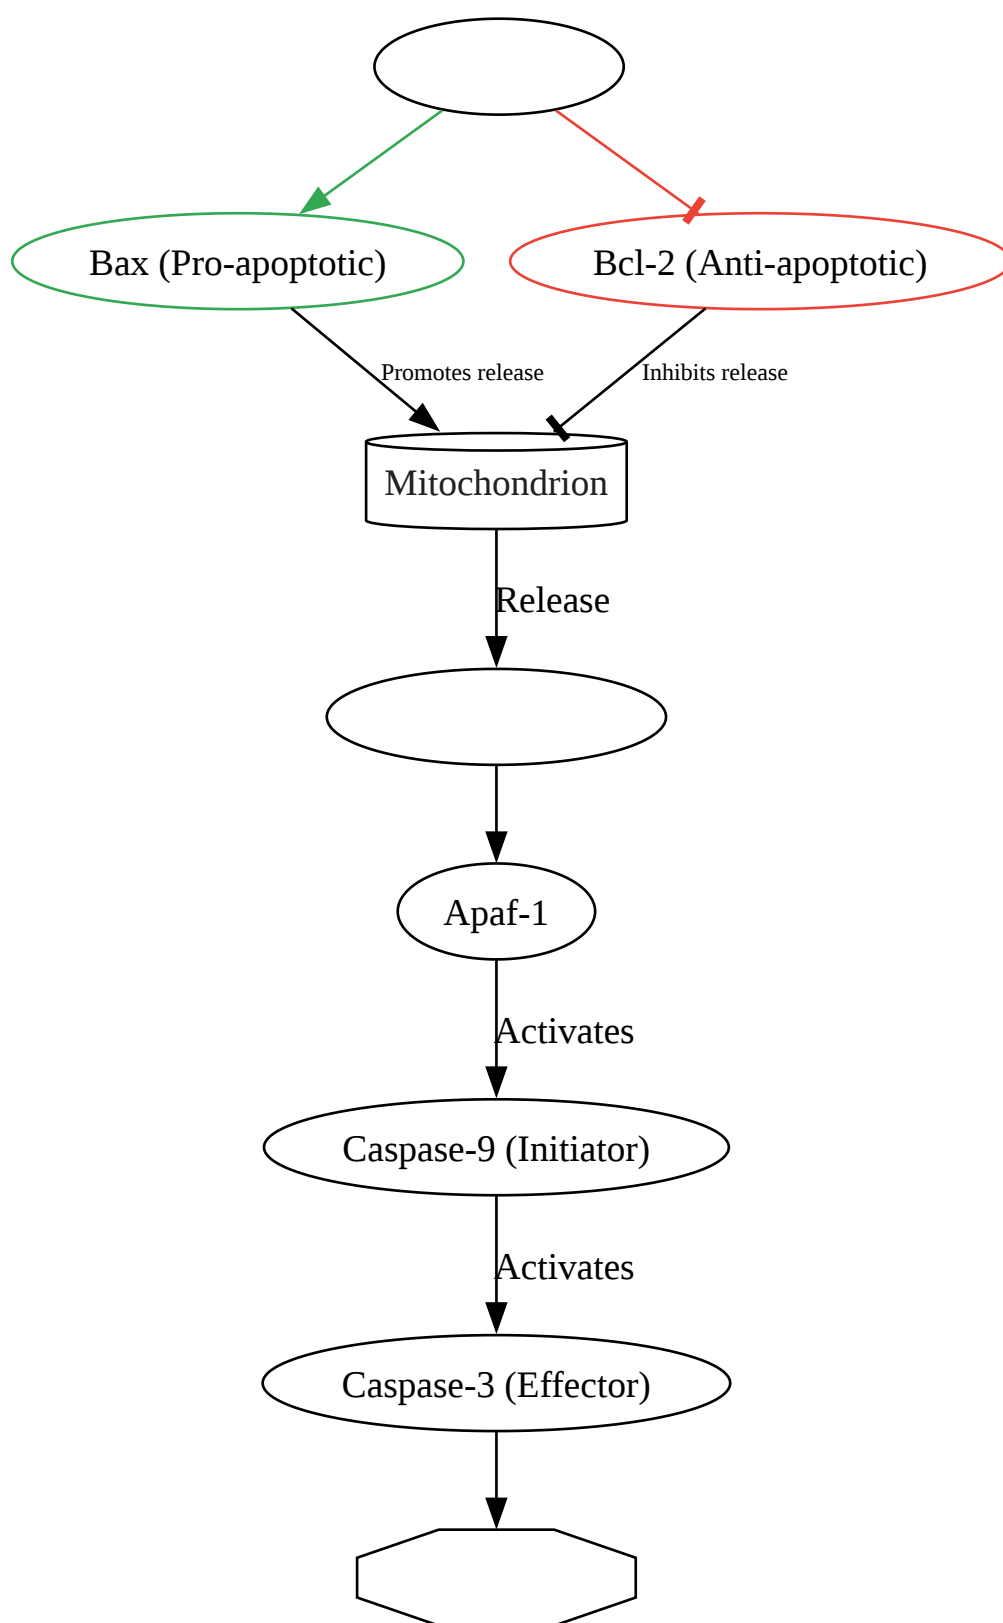 Bax (Pro-apoptotic)
Bcl-2 (Anti-apoptotic)
Promotes release
Inhibits release
Mitochondrion
Release
Apaf-1
Activates
Caspase-9 (Initiator)
Activates
Caspase-3 (Effector)